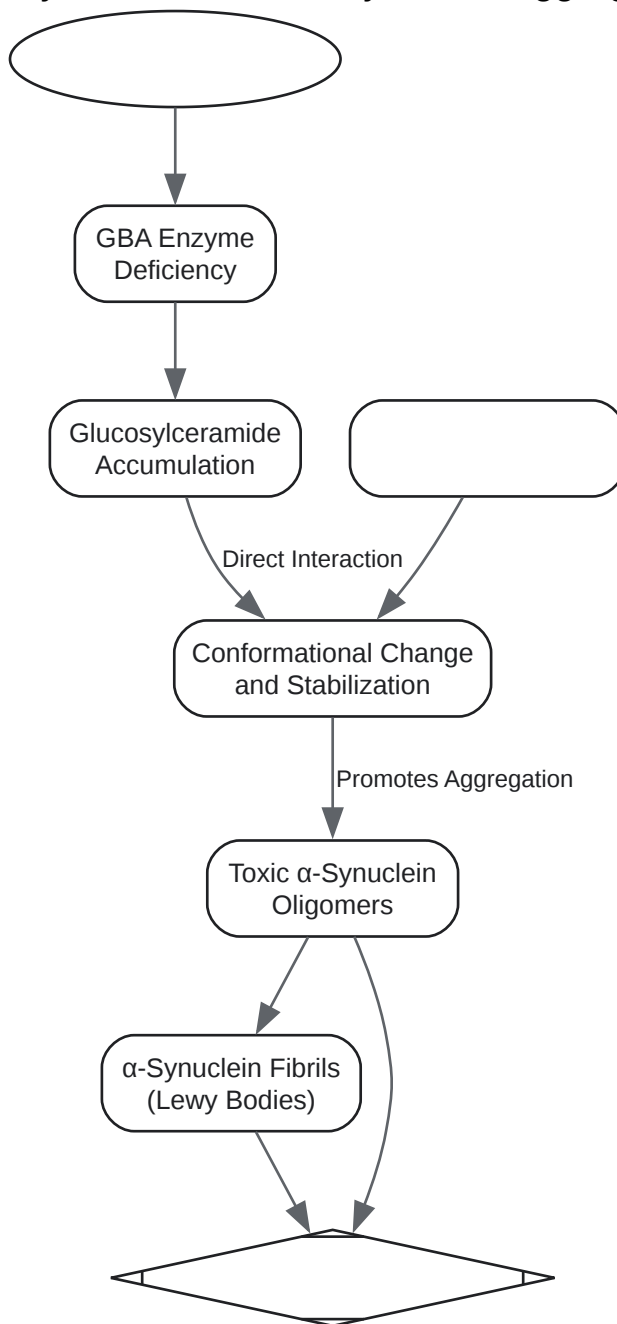 GBA Enzyme
Deficiency
Glucosylceramide
Accumulation
Direct Interaction
Conformational Change
and Stabilization
Promotes Aggregation
Toxic α-Synuclein
Oligomers
α-Synuclein Fibrils
(Lewy Bodies)